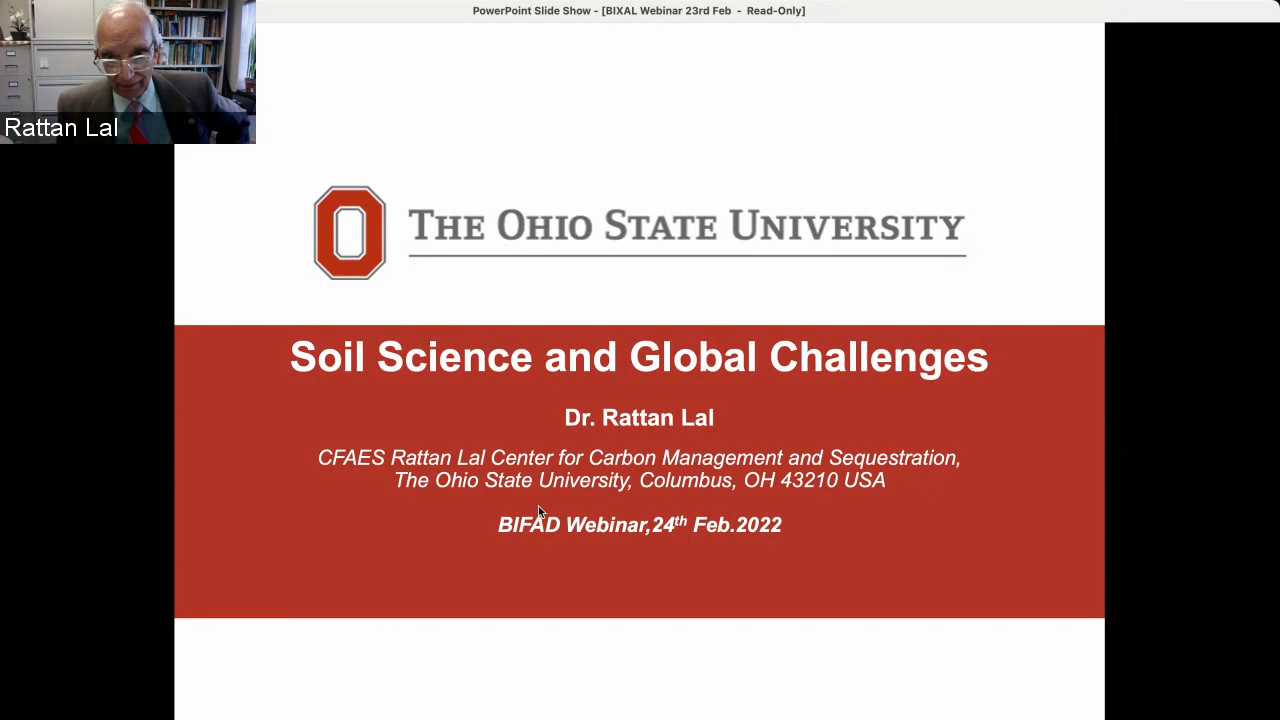 PowerPoint Slide Show - [BIXAL Webinar 23rd Feb - Read-Only]
Rattan Lal
THE OHIO STATE UNIVERSITY
Soil Science and Global Challenges
Dr. Rattan Lal
CFAES Rattan Lal Center for Carbon Management and Sequestration,
The Ohio State University, Columbus, OH 43210 USA
BIFAD Webinar,24th Feb.2022